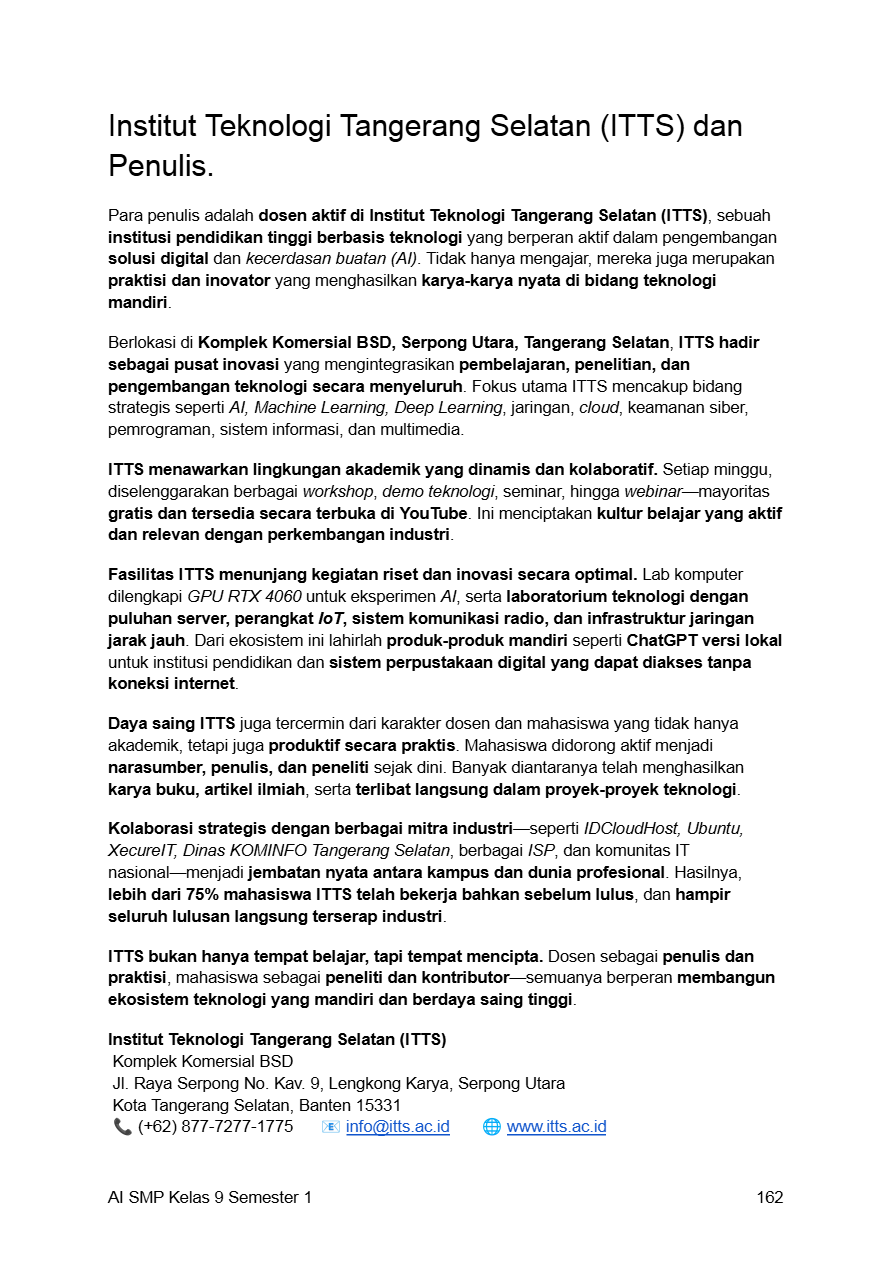 Institut Teknologi Tangerang Selatan (ITTS) dan
Penulis.
Para penulis adalah dosen aktif di Institut Teknologi Tangerang Selatan (ITTS), sebuah
institusi pendidikan tinggi berbasis teknologi yang berperan aktif dalam pengembangan
solusi digital dan kecerdasan buatan (AI). Tidak hanya mengajar, mereka juga merupakan
praktisi dan inovator yang menghasilkan karya-karya nyata di bidang teknologi
mandiri.
Berlokasi di Komplek Komersial BSD, Serpong Utara, Tangerang Selatan, ITTS hadir
sebagai pusat inovasi yang mengintegrasikan pembelajaran, penelitian, dan
pengembangan teknologi secara menyeluruh. Fokus utama ITTS mencakup bidang
strategis seperti AI, Machine Learning, Deep Learning, jaringan, cloud, keamanan siber,
pemrograman, sistem informasi, dan multimedia.
ITTS menawarkan lingkungan akademik yang dinamis dan kolaboratif. Setiap minggu,
diselenggarakan berbagai workshop, demo teknologi, seminar, hingga webinar—mayoritas
gratis dan tersedia secara terbuka di YouTube. Ini menciptakan kultur belajar yang aktif
dan relevan dengan perkembangan industri.
Fasilitas ITTS menunjang kegiatan riset dan inovasi secara optimal. Lab komputer
dilengkapi GPU RTX 4060 untuk eksperimen AI, serta laboratorium teknologi dengan
puluhan server, perangkat IoT, sistem komunikasi radio, dan infrastruktur jaringan
jarak jauh. Dari ekosistem ini lahirlah produk-produk mandiri seperti ChatGPT versi lokal
untuk institusi pendidikan dan sistem perpustakaan digital yang dapat diakses tanpa
koneksi internet.
Daya saing ITTS juga tercermin dari karakter dosen dan mahasiswa yang tidak hanya
akademik, tetapi juga produktif secara praktis. Mahasiswa didorong aktif menjadi
narasumber, penulis, dan peneliti sejak dini. Banyak diantaranya telah menghasilkan
karya buku, artikel ilmiah, serta terlibat langsung dalam proyek-proyek teknologi.
Kolaborasi strategis dengan berbagai mitra industri—seperti IDCloudHost, Ubuntu,
XecureIT, Dinas KOMINFO Tangerang Selatan, berbagai ISP, dan komunitas IT
nasional—menjadi jembatan nyata antara kampus dan dunia profesional. Hasilnya,
lebih dari 75% mahasiswa ITTS telah bekerja bahkan sebelum lulus, dan hampir
seluruh lulusan langsung terserap industri.
ITTS bukan hanya tempat belajar, tapi tempat mencipta. Dosen sebagai penulis dan
praktisi, mahasiswa sebagai peneliti dan kontributor—semuanya berperan membangun
ekosistem teknologi yang mandiri dan berdaya saing tinggi.
Institut Teknologi Tangerang Selatan (ITTS)
Komplek Komersial BSD
Jl. Raya Serpong No. Kav. 9, Lengkong Karya, Serpong Utara
Kota Tangerang Selatan, Banten 15331
📞 (+62) 877-7277-1775 📧 info@itts.ac.id 🌐 www.itts.ac.id
AI SMP Kelas 9 Semester 1 162